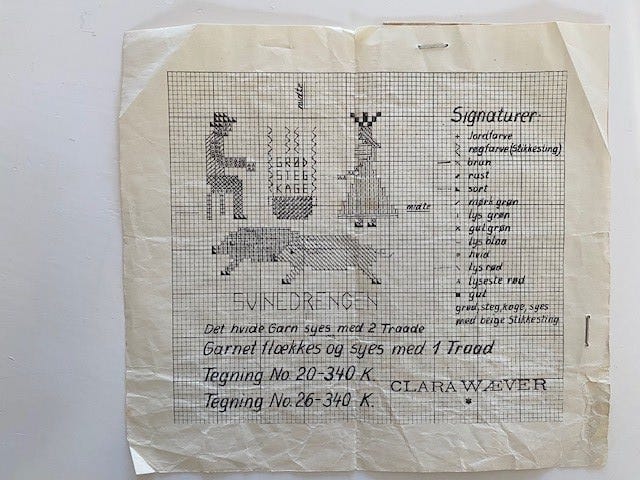 midte
Signaturer:
+ Jordfarve
røgfarve (Stikkesting)
brun
rust
sort
mørk grøn
lys grøn
gul grøn
lys blaa
hvid
lys rød
lyseste rød
gul
grød, steg, kage, syes
med beige Stikkesting
GRØD
STEG
KAGE
midte
SVINEDRENGEN
Det hvide Garn syes med 2 Traade
Garnet flækkes og syes med 1 Traad
Tegning No. 20-340 K.
Tegning No. 26-340 K.
CLARA WÆVER